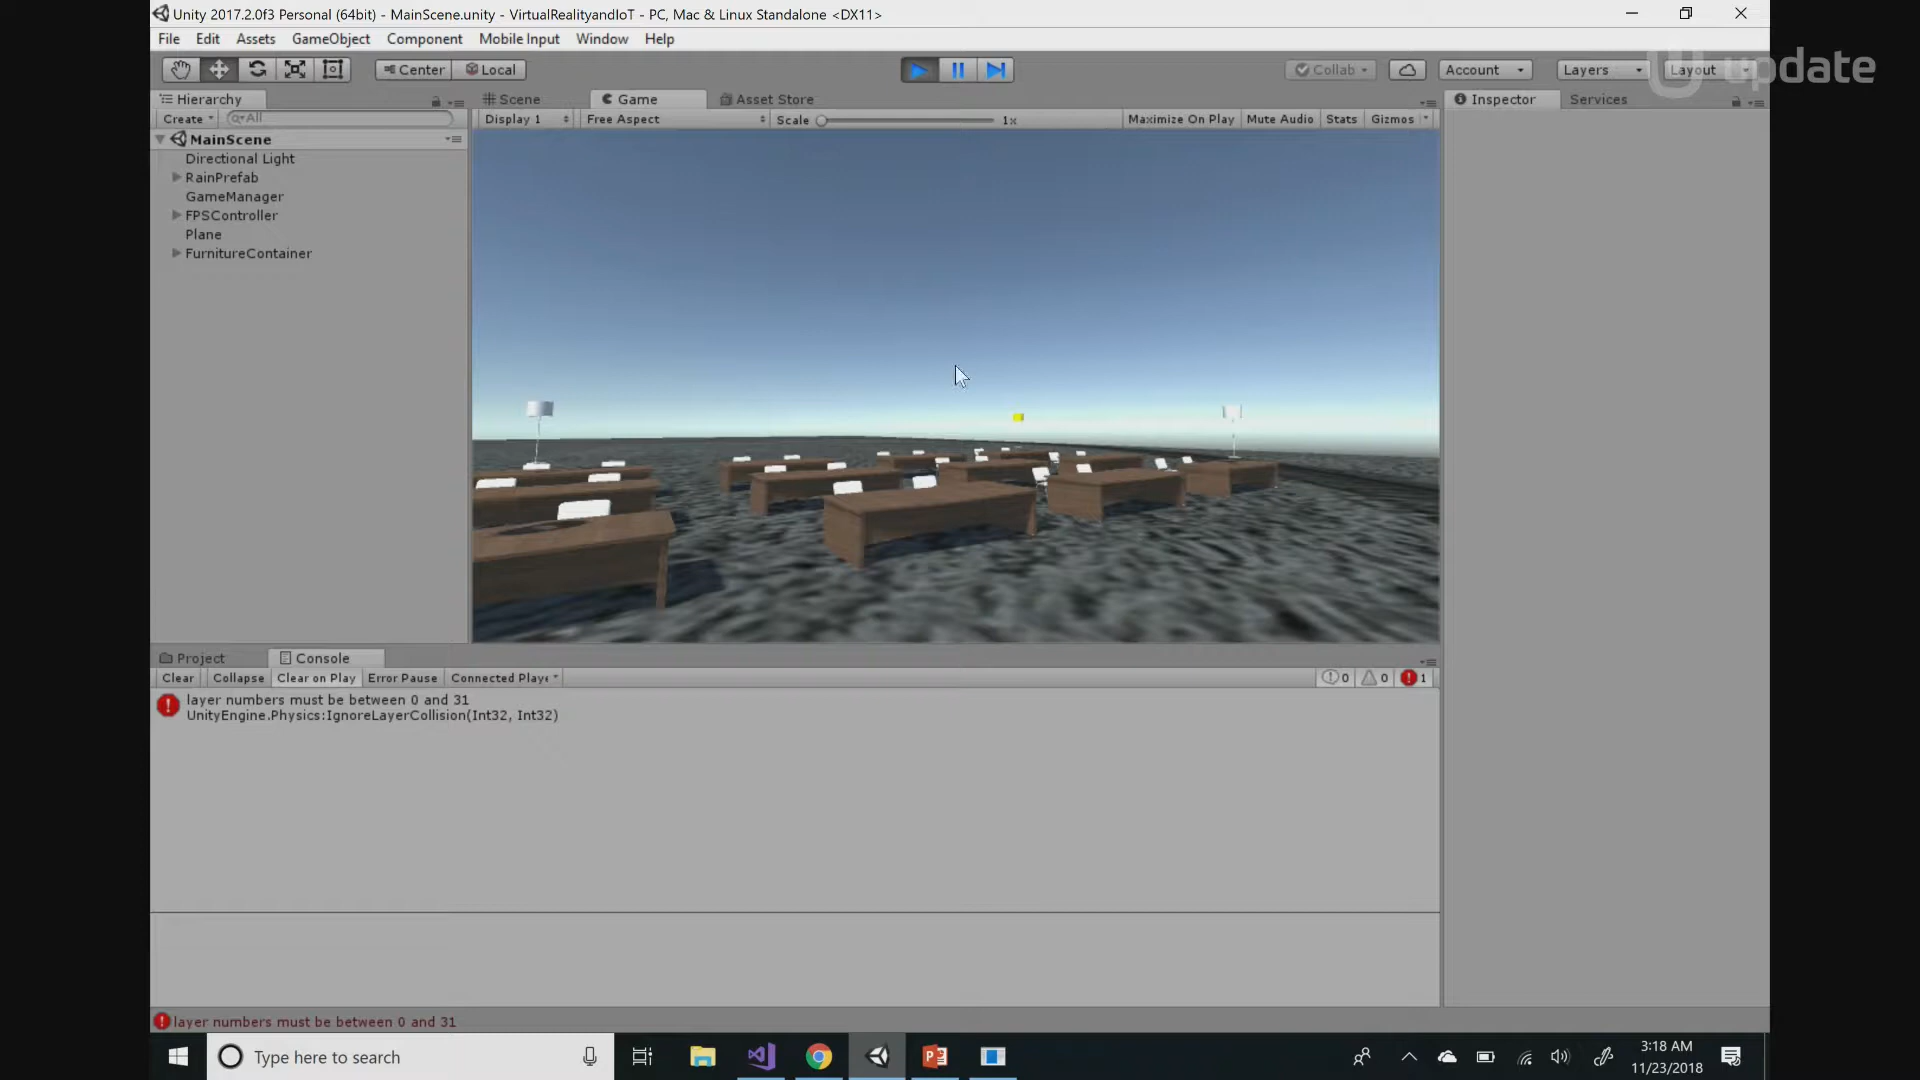 Unity 2017.2.0f3 Personal (64bit) - MainScene.unity - VirtualRealityandIoT - PC, Mac & Linux Standalone <DX11>
File Edit Assets GameObject Component Mobile Input Window Help
Center Local Collab Account Layers Layout
update
Hierarchy Scene Game Asset Store Inspector Services
Create All Display 1 Free Aspect Scale 1x Maximize On Play Mute Audio Stats Gizmos
MainScene
Directional Light
RainPrefab
GameManager
FPSController
Plane
FurnitureContainer
Project Console
Clear Collapse Clear on Play Error Pause Connected Playe 0 0 1
layer numbers must be between 0 and 31
UnityEngine.Physics:IgnoreLayerCollision(Int32, Int32)
layer numbers must be between 0 and 31
Type here to search
3:18 AM
11/23/2018